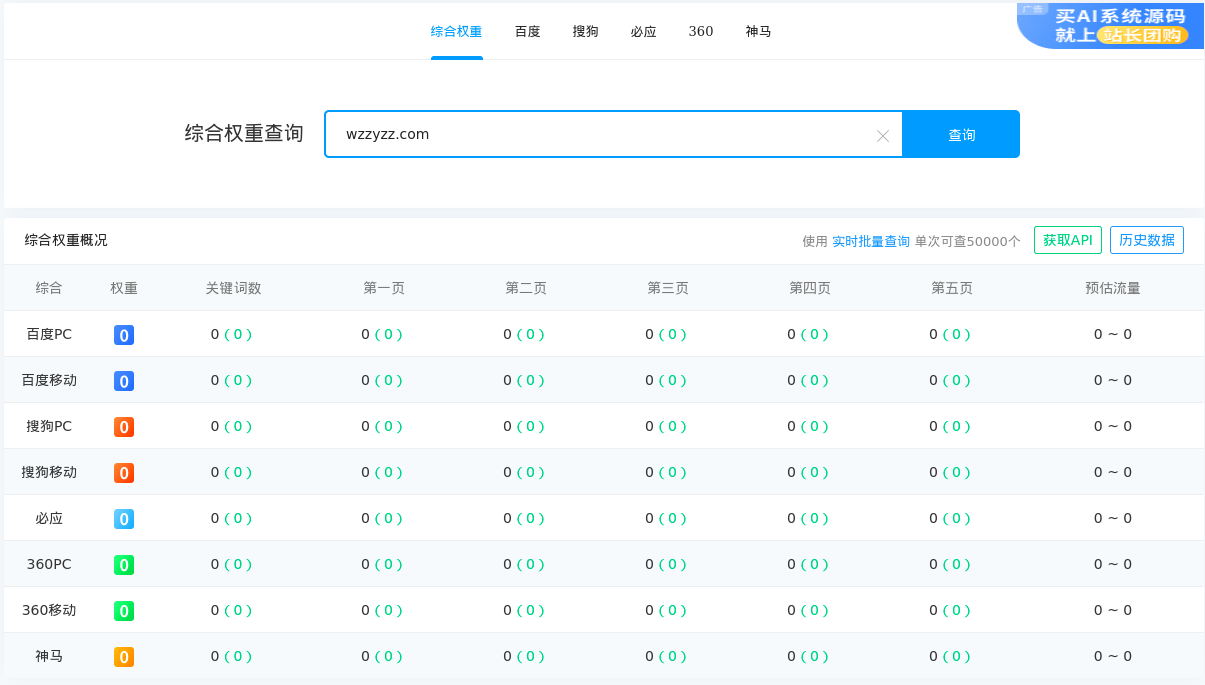 综合权重 百度 搜狗 必应 360 神马
广告
买AI系统源码
就上 站长团购
综合权重查询 wzzyzz.com 查询
综合权重概况 使用 实时批量查询 单次可查50000个 获取API 历史数据
综合 权重 关键词数 第一页 第二页 第三页 第四页 第五页 预估流量
百度PC 0 0 ( 0 ) 0 ( 0 ) 0 ( 0 ) 0 ( 0 ) 0 ( 0 ) 0 ( 0 ) 0 ~ 0
百度移动 0 0 ( 0 ) 0 ( 0 ) 0 ( 0 ) 0 ( 0 ) 0 ( 0 ) 0 ( 0 ) 0 ~ 0
搜狗PC 0 0 ( 0 ) 0 ( 0 ) 0 ( 0 ) 0 ( 0 ) 0 ( 0 ) 0 ( 0 ) 0 ~ 0
搜狗移动 0 0 ( 0 ) 0 ( 0 ) 0 ( 0 ) 0 ( 0 ) 0 ( 0 ) 0 ( 0 ) 0 ~ 0
必应 0 0 ( 0 ) 0 ( 0 ) 0 ( 0 ) 0 ( 0 ) 0 ( 0 ) 0 ( 0 ) 0 ~ 0
360PC 0 0 ( 0 ) 0 ( 0 ) 0 ( 0 ) 0 ( 0 ) 0 ( 0 ) 0 ( 0 ) 0 ~ 0
360移动 0 0 ( 0 ) 0 ( 0 ) 0 ( 0 ) 0 ( 0 ) 0 ( 0 ) 0 ( 0 ) 0 ~ 0
神马 0 0 ( 0 ) 0 ( 0 ) 0 ( 0 ) 0 ( 0 ) 0 ( 0 ) 0 ( 0 ) 0 ~ 0